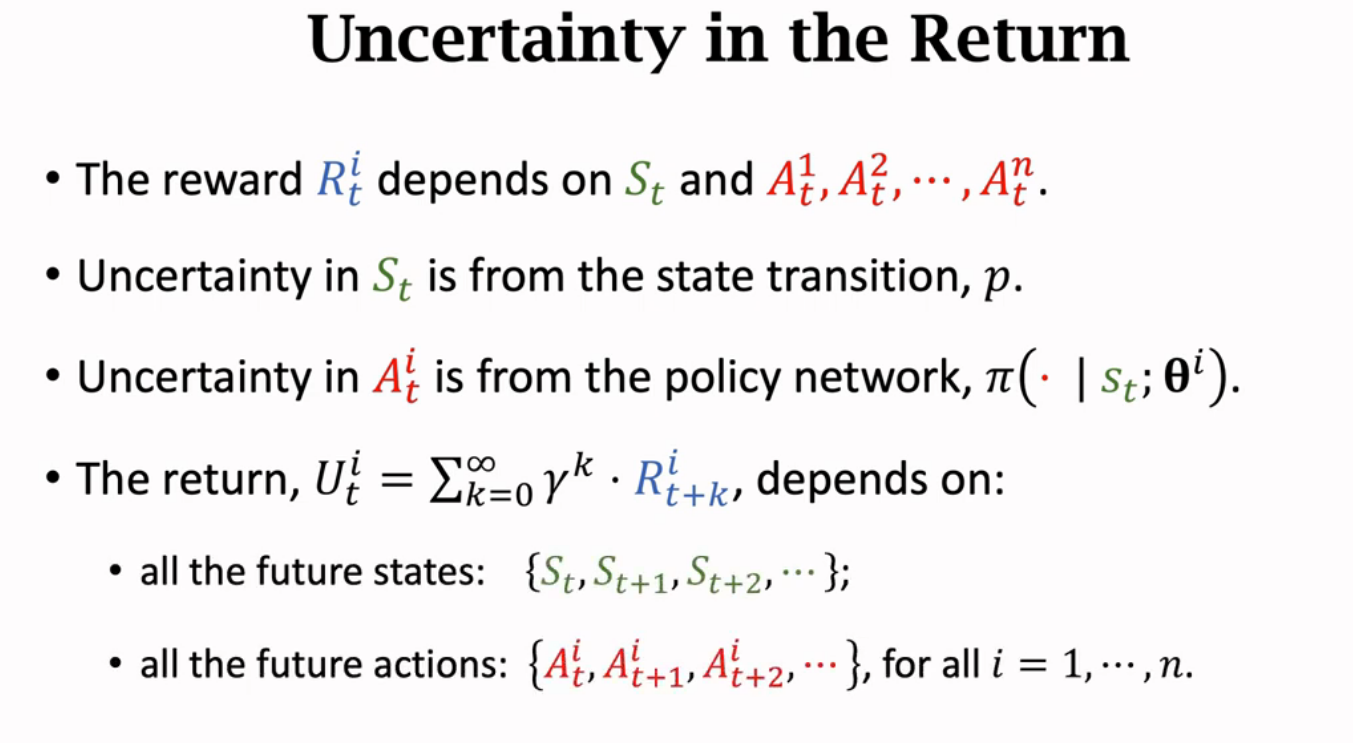 Uncertainty in the Return
• The reward $R_t^i$ depends on $S_t$ and $A_t^1, A_t^2, \cdots, A_t^n$.
• Uncertainty in $S_t$ is from the state transition, $p$.
• Uncertainty in $A_t^i$ is from the policy network, $\pi(\cdot \mid s_t; \boldsymbol{\theta}^i)$.
• The return, $U_t^i = \sum_{k=0}^{\infty} \gamma^k \cdot R_{t+k}^i$, depends on:
• all the future states: $\{S_t, S_{t+1}, S_{t+2}, \cdots\}$;
• all the future actions: $\{A_t^i, A_{t+1}^i, A_{t+2}^i, \cdots\}$, for all $i = 1, \cdots, n$.